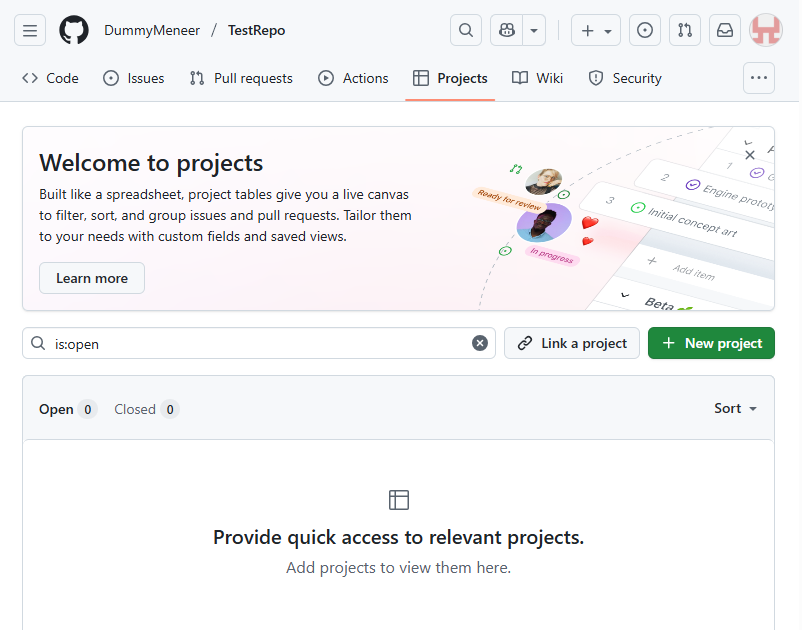 DummyMeneer / TestRepo
Code Issues Pull requests Actions Projects Wiki Security
Welcome to projects
Built like a spreadsheet, project tables give you a live canvas
to filter, sort, and group issues and pull requests. Tailor them
to your needs with custom fields and saved views.
Learn more
Ready for review
In progress
1
2 Engine prototy
3 Initial concept art
+ Add item
Beta
is:open
Link a project
New project
Open 0 Closed 0
Sort
Provide quick access to relevant projects.
Add projects to view them here.